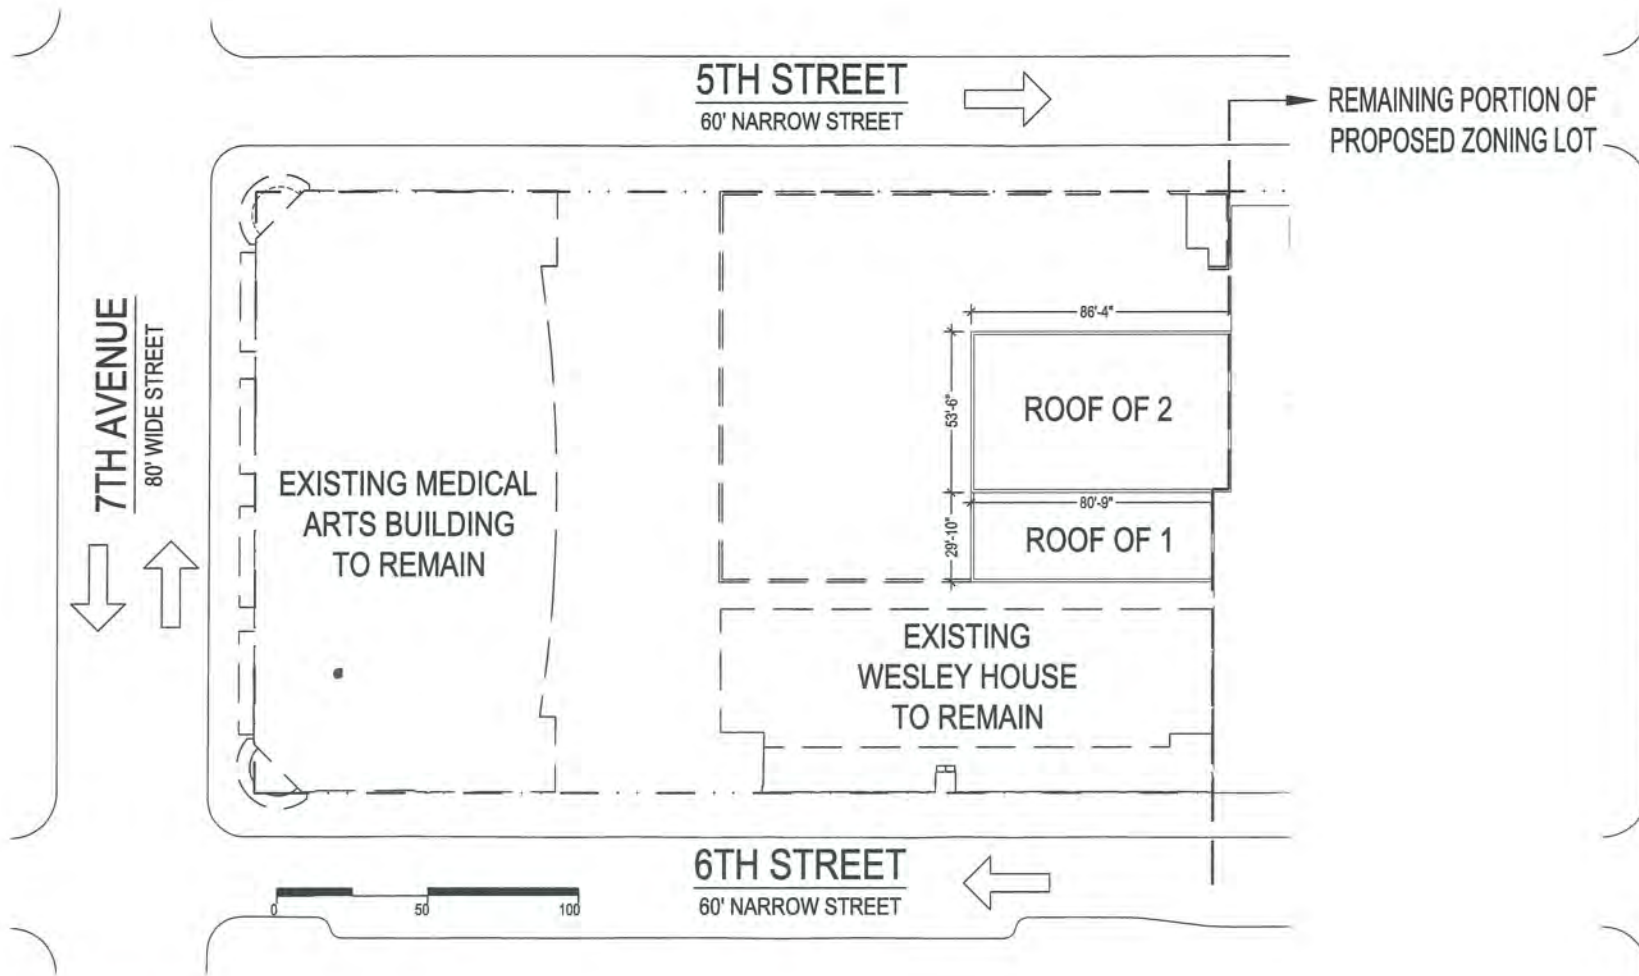 5TH STREET
60' NARROW STREET
REMAINING PORTION OF
PROPOSED ZONING LOT
7TH AVENUE
80' WIDE STREET
86'-4"
53'-6"
ROOF OF 2
80'-9"
29'-10"
ROOF OF 1
EXISTING MEDICAL
ARTS BUILDING
TO REMAIN
EXISTING
WESLEY HOUSE
TO REMAIN
6TH STREET
60' NARROW STREET
0 50 100